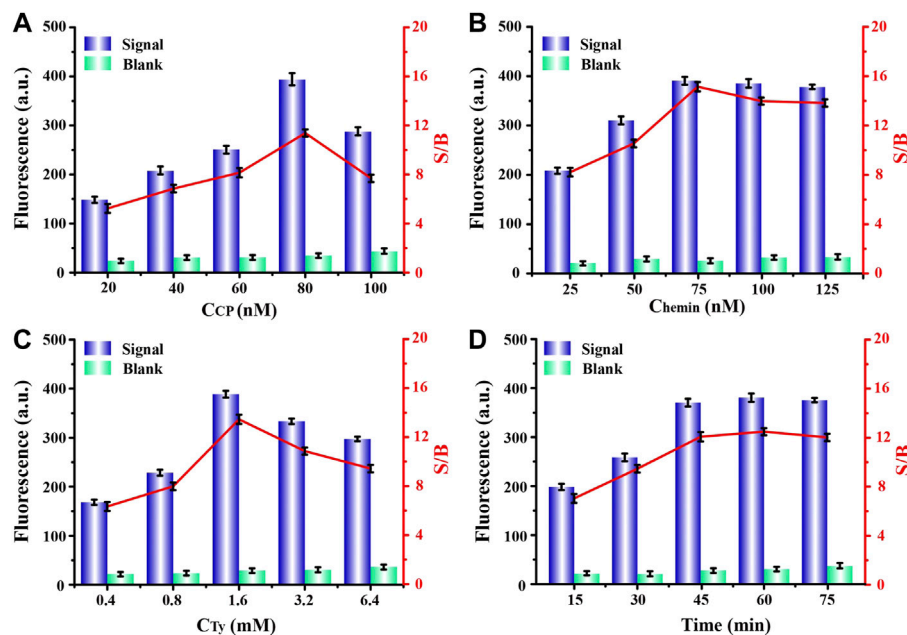 A
Signal
Blank
Fluorescence (a.u.)
500
400
300
200
100
0
20
16
12
8
4
0
S/B
20 40 60 80 100
CCP (nM)
B
Signal
Blank
Fluorescence (a.u.)
500
400
300
200
100
0
20
16
12
8
4
0
S/B
25 50 75 100 125
Chemin (nM)
C
Signal
Blank
Fluorescence (a.u.)
500
400
300
200
100
0
20
16
12
8
4
0
S/B
0.4 0.8 1.6 3.2 6.4
CTy (mM)
D
Signal
Blank
Fluorescence (a.u.)
500
400
300
200
100
0
20
16
12
8
4
0
S/B
15 30 45 60 75
Time (min)